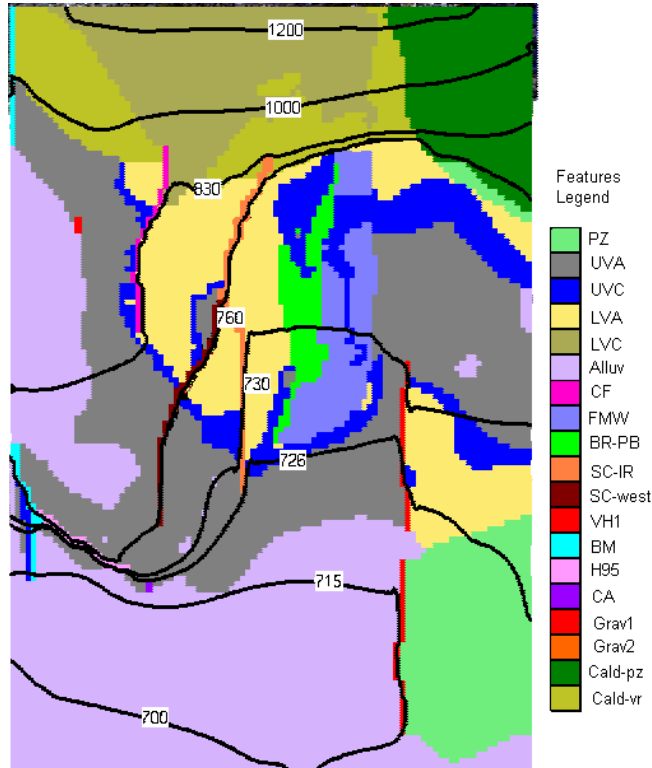 1200
1000
830
760
730
726
715
700
Features
Legend
PZ
UVA
UVC
LVA
LVC
Alluv
CF
FMW
BR-PB
SC-IR
SC-west
VH1
BM
H95
CA
Grav1
Grav2
Cald-pz
Cald-vr